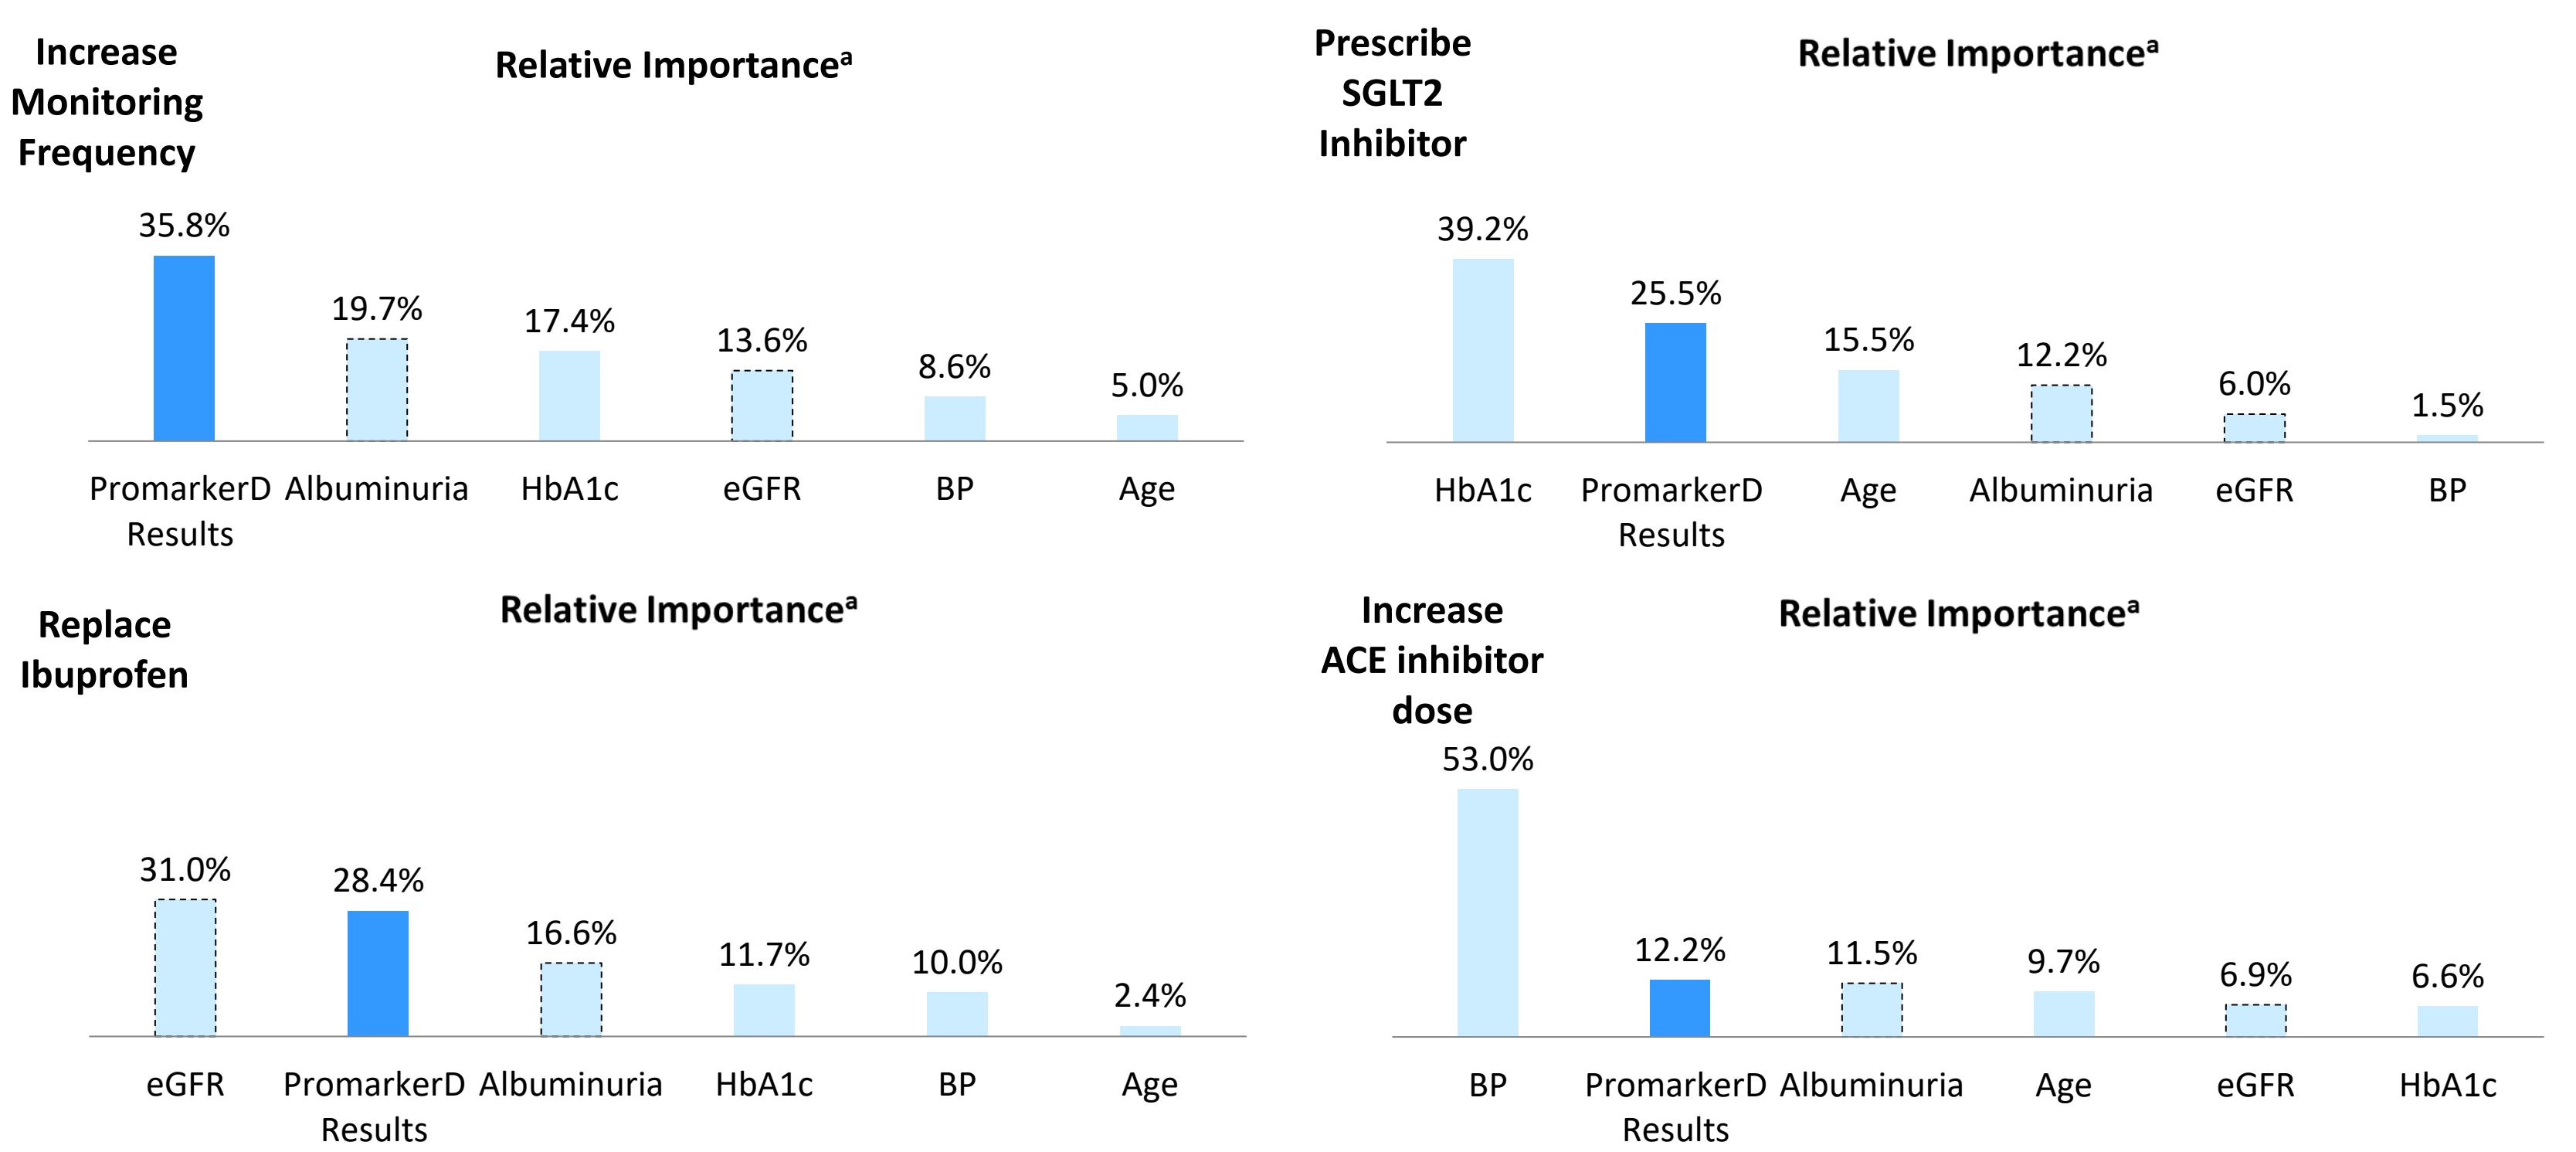 Increase
Monitoring
Frequency
Relative Importanceᵃ
35.8%
19.7%
17.4%
13.6%
8.6%
5.0%
PromarkerD Results
Albuminuria
HbA1c
eGFR
BP
Age
Prescribe
SGLT2
Inhibitor
Relative Importanceᵃ
39.2%
25.5%
15.5%
12.2%
6.0%
1.5%
HbA1c
PromarkerD Results
Age
Albuminuria
eGFR
BP
Replace
Ibuprofen
Relative Importanceᵃ
31.0%
28.4%
16.6%
11.7%
10.0%
2.4%
eGFR
PromarkerD Results
Albuminuria
HbA1c
BP
Age
Increase
ACE inhibitor
dose
Relative Importanceᵃ
53.0%
12.2%
11.5%
9.7%
6.9%
6.6%
BP
PromarkerD Results
Albuminuria
Age
eGFR
HbA1c